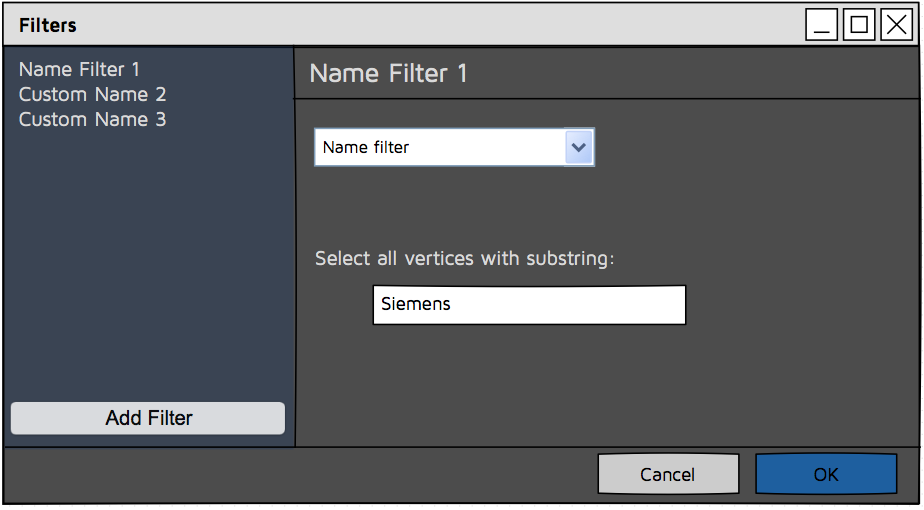 Filters
Name Filter 1
Custom Name 2
Custom Name 3
Add Filter
Name Filter 1
Name filter
Select all vertices with substring:
Siemens
Cancel
OK